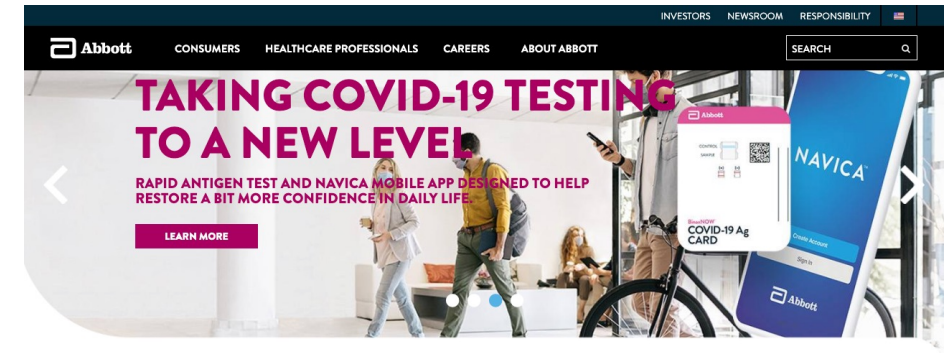 INVESTORS NEWSROOM RESPONSIBILITY
Abbott CONSUMERS HEALTHCARE PROFESSIONALS CAREERS ABOUT ABBOTT SEARCH
TAKING COVID-19 TESTING
TO A NEW LEVEL
RAPID ANTIGEN TEST AND NAVICA MOBILE APP DESIGNED TO HELP
RESTORE A BIT MORE CONFIDENCE IN DAILY LIFE.
LEARN MORE
Abbott
CONTROL
SAMPLE
BinaxNOW™
COVID-19 Ag
CARD
NAVICA™
Create Account
Sign In
Abbott